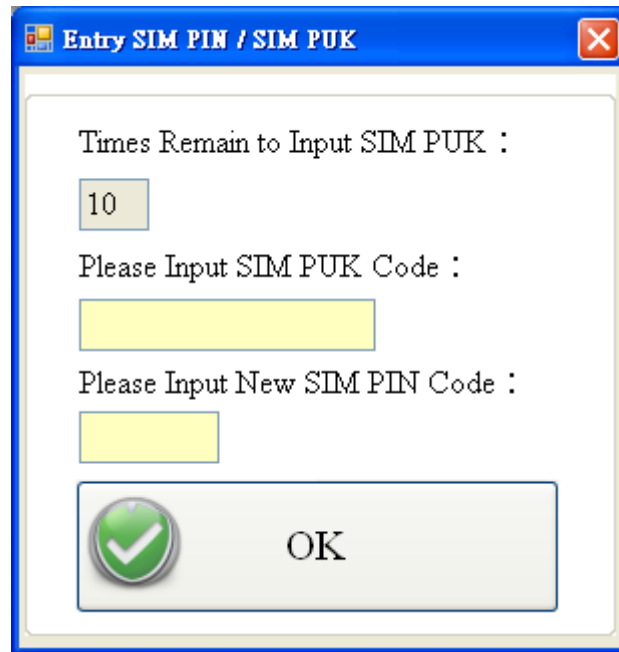 Entry SIM PIN / SIM PUK
Times Remain to Input SIM PUK：
10
Please Input SIM PUK Code：
Please Input New SIM PIN Code：
OK